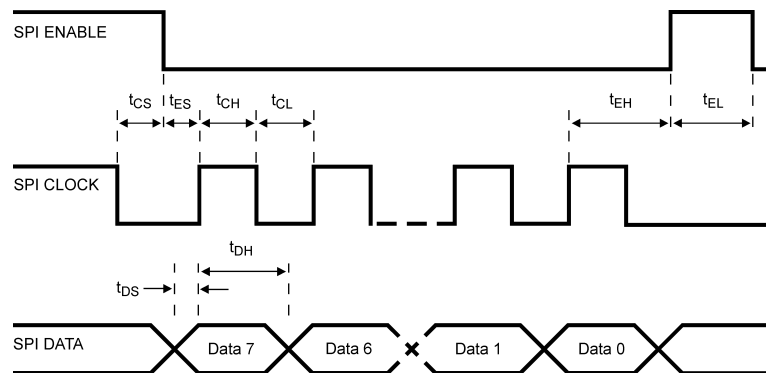 SPI ENABLE
tCS
tES
tCH
tCL
tEH
tEL
SPI CLOCK
tDH
tDS
SPI DATA
Data 7
Data 6
Data 1
Data 0